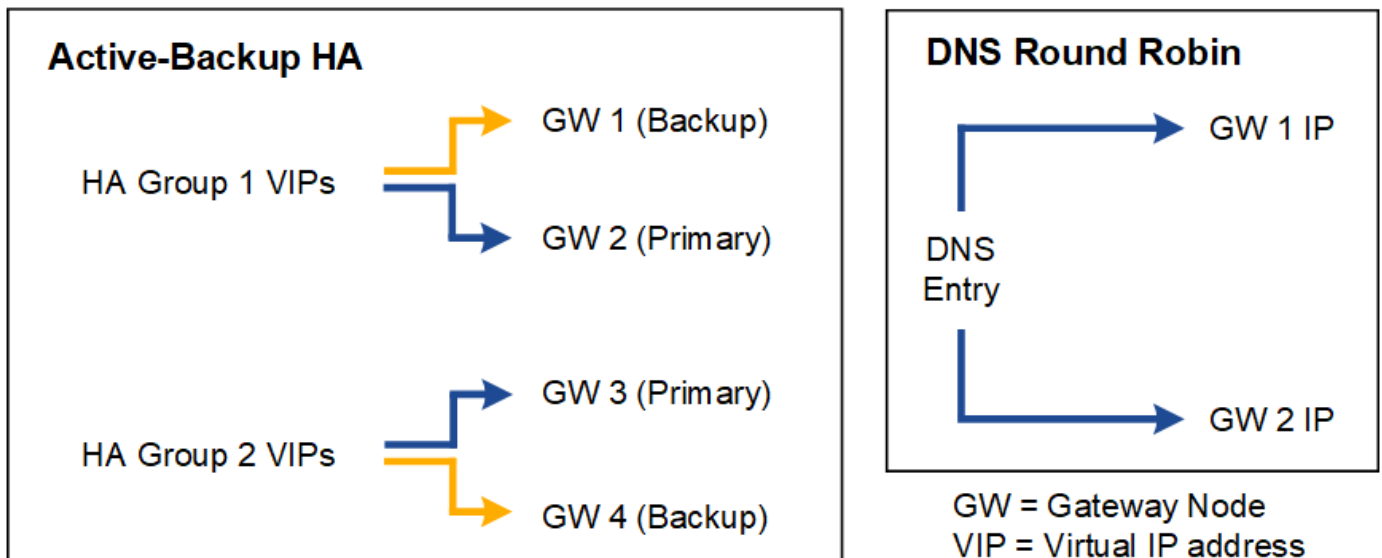 Active-Backup HA
HA Group 1 VIPs
GW 1 (Backup)
GW 2 (Primary)
HA Group 2 VIPs
GW 3 (Primary)
GW 4 (Backup)
DNS Round Robin
GW 1 IP
DNS
Entry
GW 2 IP
GW = Gateway Node
VIP = Virtual IP address